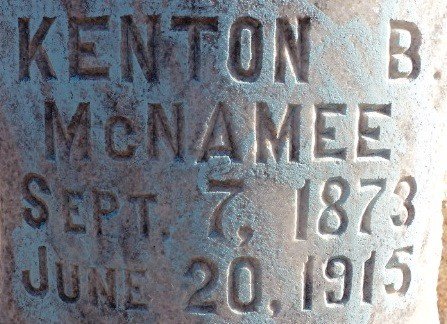 KENTON B
MCNAMEE
SEPT. 7, 1873
JUNE 20, 1915